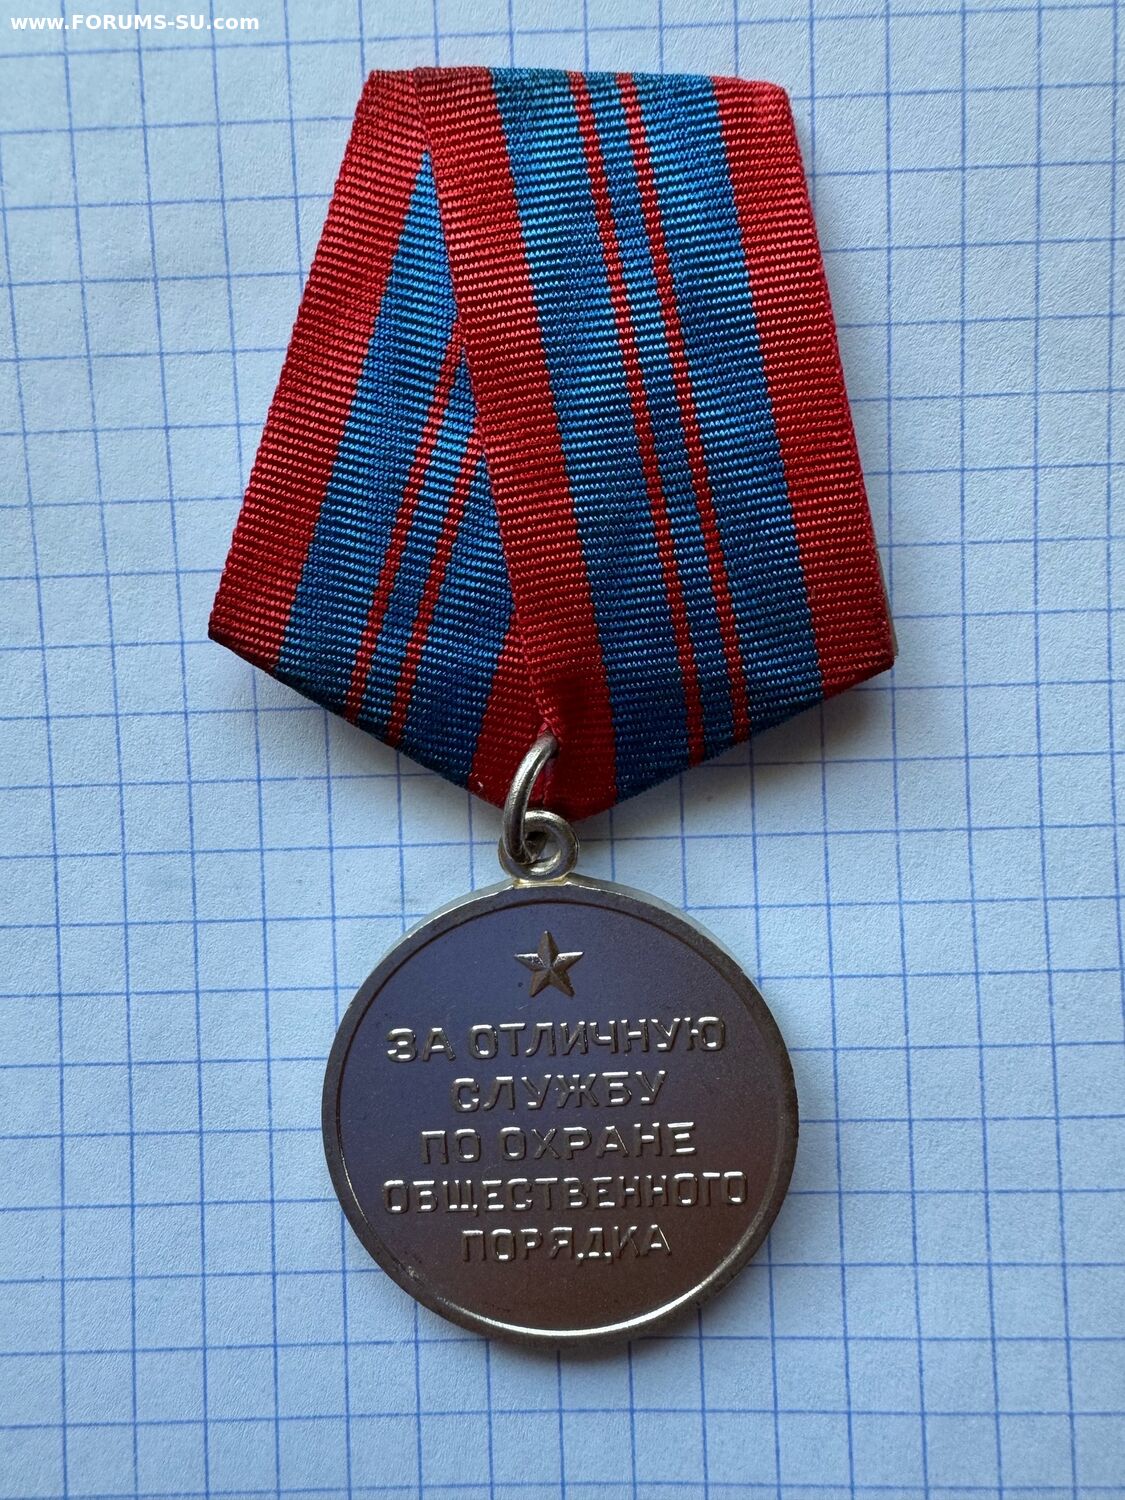 www.FORUMS-SU.com
ЗА ОТЛИЧНУЮ
СЛУЖБУ
ПО ОХРАНЕ
ОБЩЕСТВЕННОГО
ПОРЯДКА